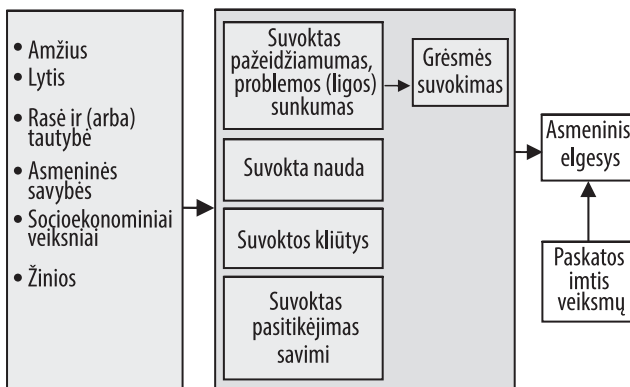 • Amžius
• Lytis
• Rasė ir (arba)
tautybė
• Asmeninės
savybės
• Socioekonominiai
veiksniai
• Žinios
Suvoktas
pažeidžiamumas,
problemos (ligos)
sunkumas
Grėsmės
suvokimas
Suvokta nauda
Suvoktos kliūtys
Suvoktas
pasitikėjimas
savimi
Asmeninis
elgesys
Paskatos
imtis
veiksmų